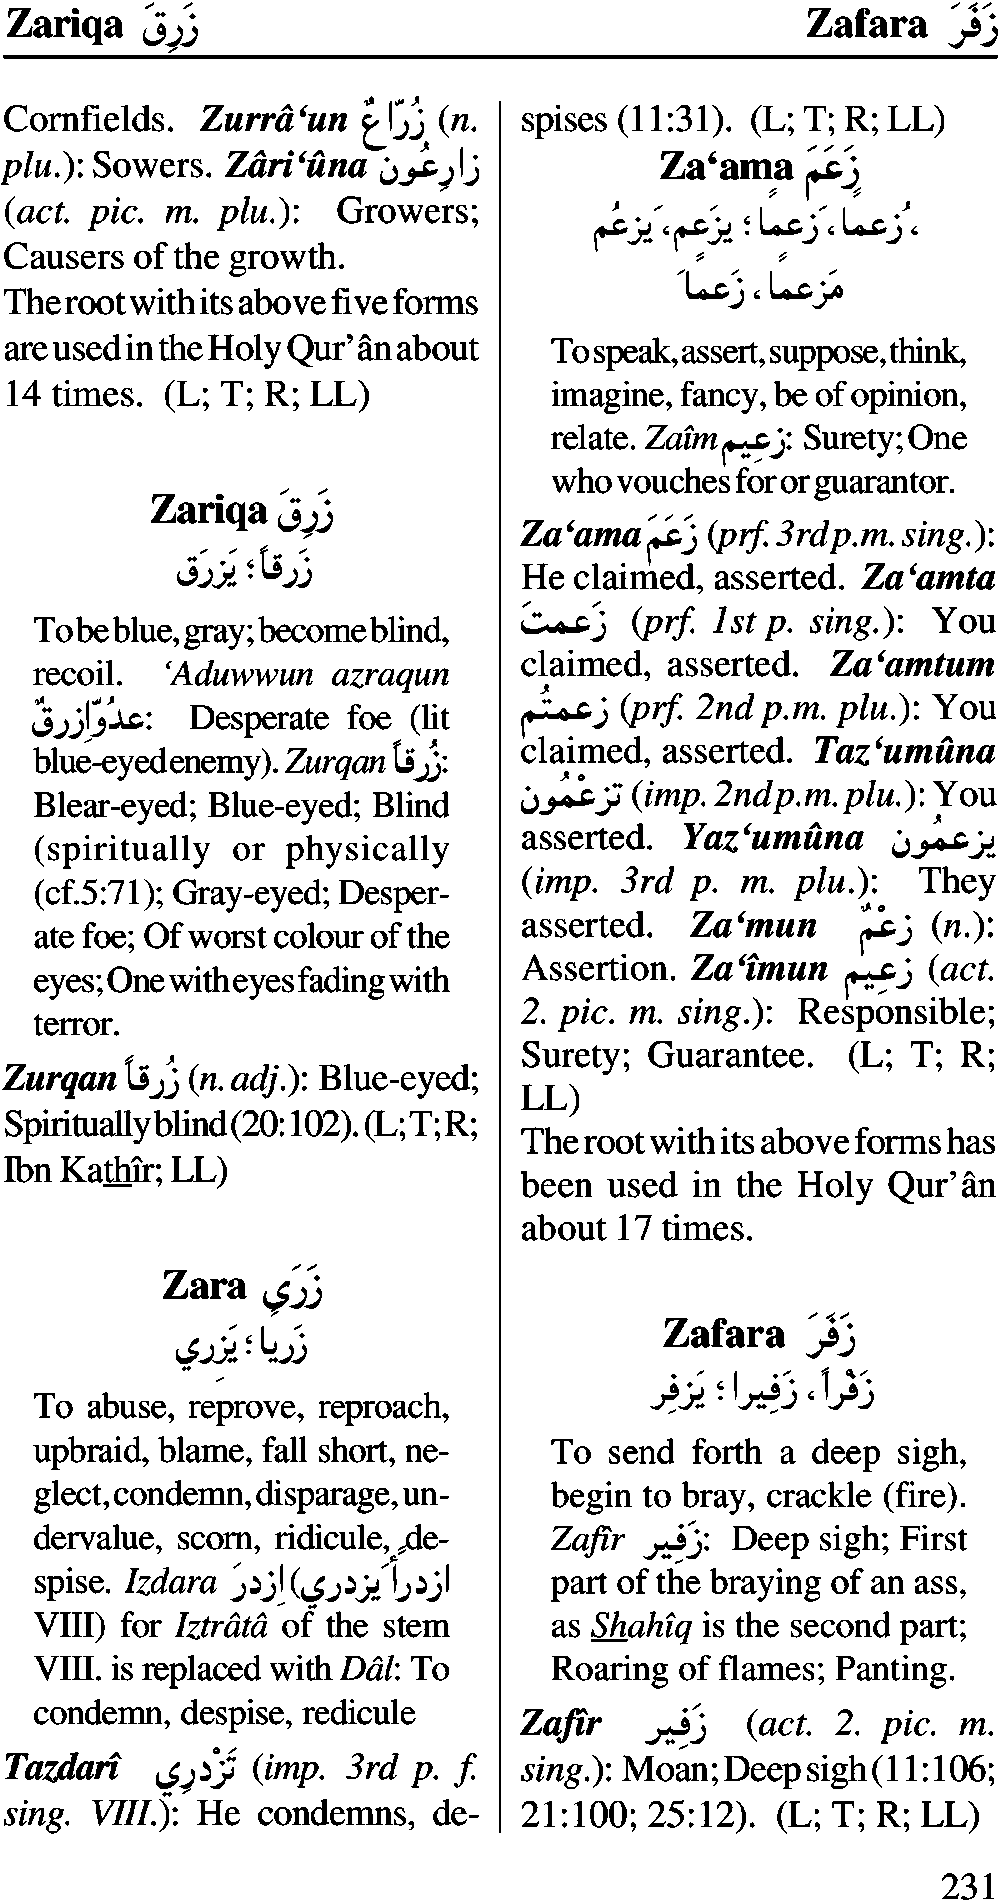 Zariqa زَرِقَ
Zafara زَفَرَ
Cornfields. Zurrâ‘un زُرّاعٌ (n.
plu.): Sowers. Zâri‘ûna زارِعُون
(act. pic. m. plu.): Growers;
Causers of the growth.
The root with its above five forms
are used in the Holy Qur’ân about
14 times. (L; T; R; LL)
Zariqa زَرِقَ
زَرقاً ؛ يَزرَق
To be blue, gray; become blind,
recoil. ‘Aduwwun azraqun
عدُوّازرقٌ: Desperate foe (lit
blue-eyed enemy). Zurqan زُرقاً:
Blear-eyed; Blue-eyed; Blind
(spiritually or physically
(cf.5:71); Gray-eyed; Desper-
ate foe; Of worst colour of the
eyes; One with eyes fading with
terror.
Zurqan زُرقاً (n. adj.): Blue-eyed;
Spiritually blind (20:102). (L; T; R;
Ibn Kathîr; LL)
Zara زَرَيِ
زَريا ؛ يَزرِي
To abuse, reprove, reproach,
upbraid, blame, fall short, ne-
glect, condemn, disparage, un-
dervalue, scorn, ridicule, de-
spise. Izdara ازدرأ يزدري) إزدرَ
VIII) for Iztrâtâ of the stem
VIII. is replaced with Dâl: To
condemn, despise, redicule
Tazdarî تَزْدرِي (imp. 3rd p. f.
sing. VIII.): He condemns, de-
spises (11:31). (L; T; R; LL)
Za‘ama زَعَمَ
، زُعماً، زَعماً ؛ يزعَم، يَزعُم
مَزعماً، زَعماً
To speak, assert, suppose, think,
imagine, fancy, be of opinion,
relate. Zaîm زعِيم: Surety; One
who vouches for or guarantor.
Za‘ama زَعَمَ (prf. 3rd p.m. sing.):
He claimed, asserted. Za‘amta
زَعمتَ (prf. 1st p. sing.): You
claimed, asserted. Za‘amtum
زعمتُم (prf. 2nd p.m. plu.): You
claimed, asserted. Taz‘umûna
تزعْمُون (imp. 2nd p.m. plu.): You
asserted. Yaz‘umûna يزعمُون
(imp. 3rd p. m. plu.): They
asserted. Za‘mun زعْمٌ (n.):
Assertion. Za‘îmun زعِيم (act.
2. pic. m. sing.): Responsible;
Surety; Guarantee. (L; T; R;
LL)
The root with its above forms has
been used in the Holy Qur’ân
about 17 times.
Zafara زَفَرَ
زَفْراً ، زَفِيرا ؛ يَزفِر
To send forth a deep sigh,
begin to bray, crackle (fire).
Zafîr زَفِير: Deep sigh; First
part of the braying of an ass,
as Shahîq is the second part;
Roaring of flames; Panting.
Zafîr زَفِير (act. 2. pic. m.
sing.): Moan; Deep sigh (11:106;
21:100; 25:12). (L; T; R; LL)
231